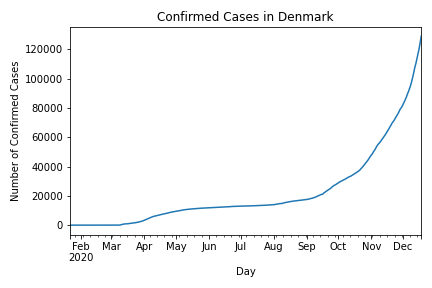 Confirmed Cases in Denmark
Number of Confirmed Cases
120000
100000
80000
60000
40000
20000
0
Feb Mar Apr May Jun Jul Aug Sep Oct Nov Dec
2020
Day